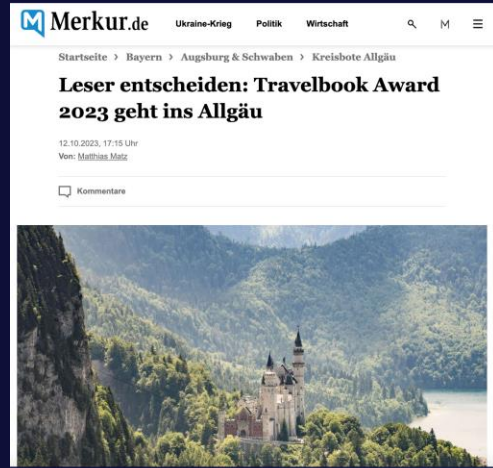 Merkur.de Ukraine-Krieg Politik Wirtschaft M
Startseite > Bayern > Augsburg & Schwaben > Kreisbote Allgäu
Leser entscheiden: Travelbook Award
2023 geht ins Allgäu
12.10.2023, 17:15 Uhr
Von: Matthias Matz
Kommentare